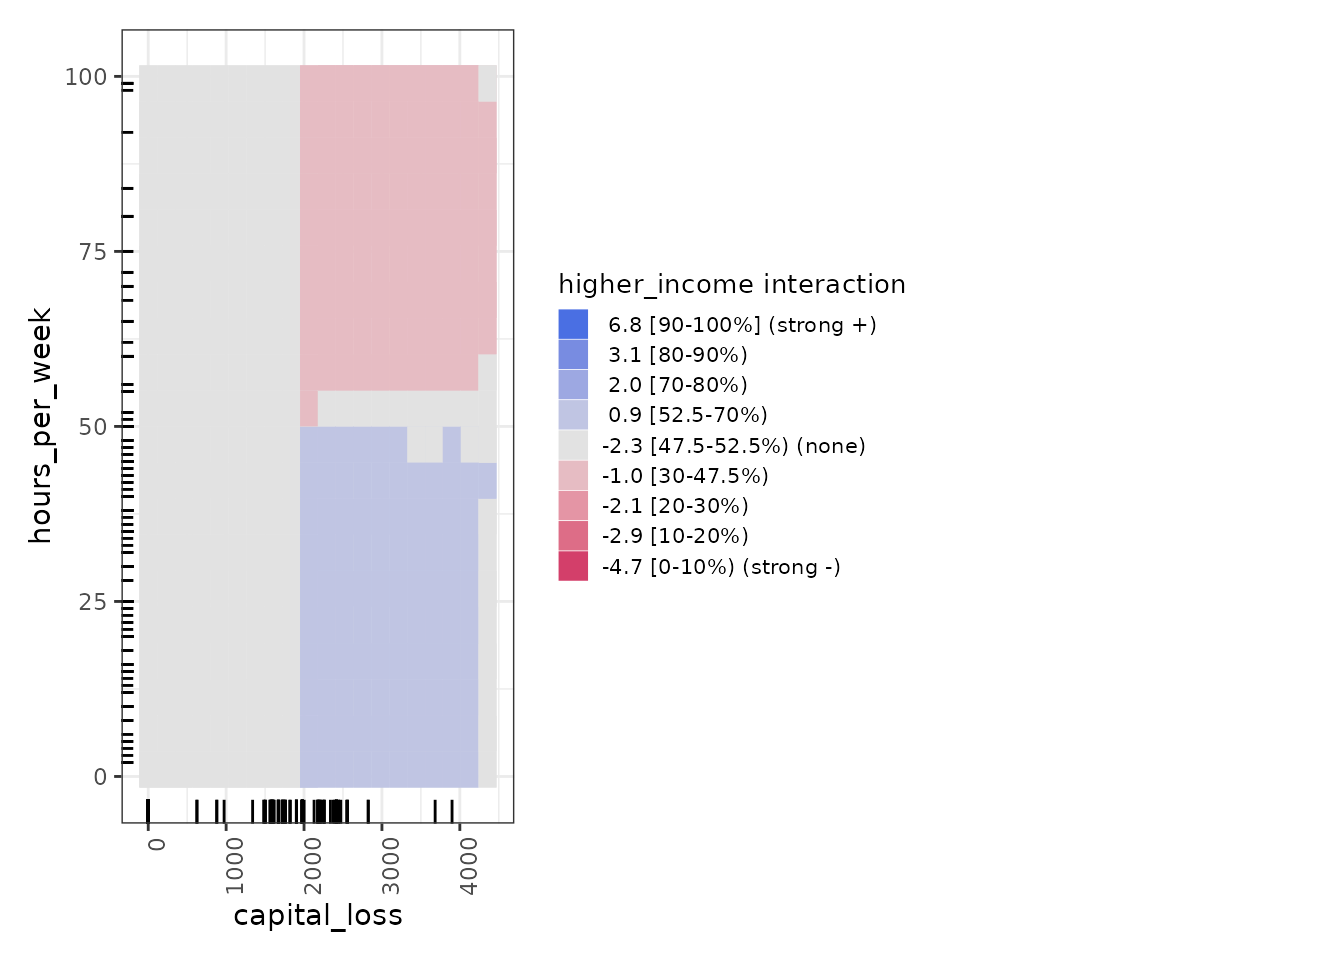 100
75
50
25
0
hours_per_week
0
1000
2000
3000
4000
capital_loss
higher_income interaction
6.8 [90-100%] (strong +)
3.1 [80-90%)
2.0 [70-80%)
0.9 [52.5-70%)
-2.3 [47.5-52.5%) (none)
-1.0 [30-47.5%)
-2.1 [20-30%)
-2.9 [10-20%)
-4.7 [0-10%) (strong -)